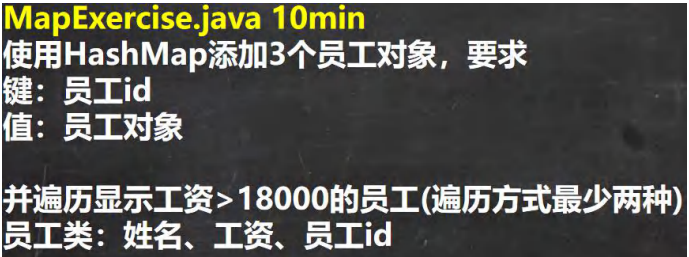 MapExercise.java 10min
使用HashMap添加3个员工对象，要求
键：员工id
值：员工对象
并遍历显示工资>18000的员工(遍历方式最少两种)
员工类：姓名、工资、员工id